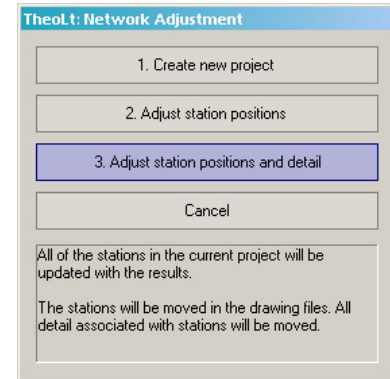 TheoLt: Network Adjustment
1. Create new project
2. Adjust station positions
3. Adjust station positions and detail
Cancel
All of the stations in the current project will be
updated with the results.
The stations will be moved in the drawing files. All
detail associated with stations will be moved.